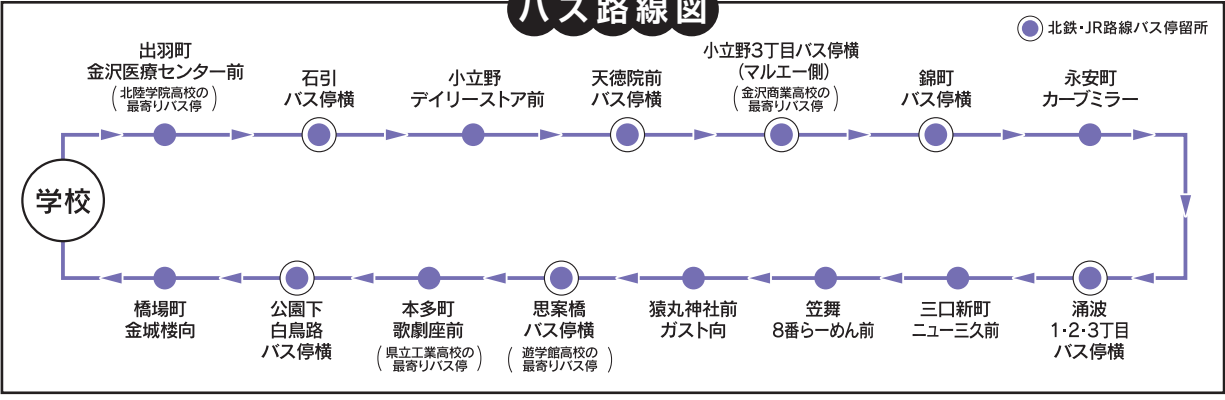 バス路線図
北鉄・JR路線バス停留所
出羽町
金沢医療センター前
(北陸学院高校の
最寄りバス停)
石引
バス停横
小立野
デイリーストア前
天徳院前
バス停横
小立野3丁目バス停横
(マルエー側)
(金沢商業高校の
最寄りバス停)
錦町
バス停横
永安町
カーブミラー
学校
橋場町
金城楼向
公園下
白鳥路
バス停横
本多町
歌劇座前
(県立工業高校の
最寄りバス停)
思案橋
バス停横
(遊学館高校の
最寄りバス停)
猿丸神社前
ガスト向
笠舞
8番らーめん前
三口新町
ニュー三久前
涌波
1・2・3丁目
バス停横